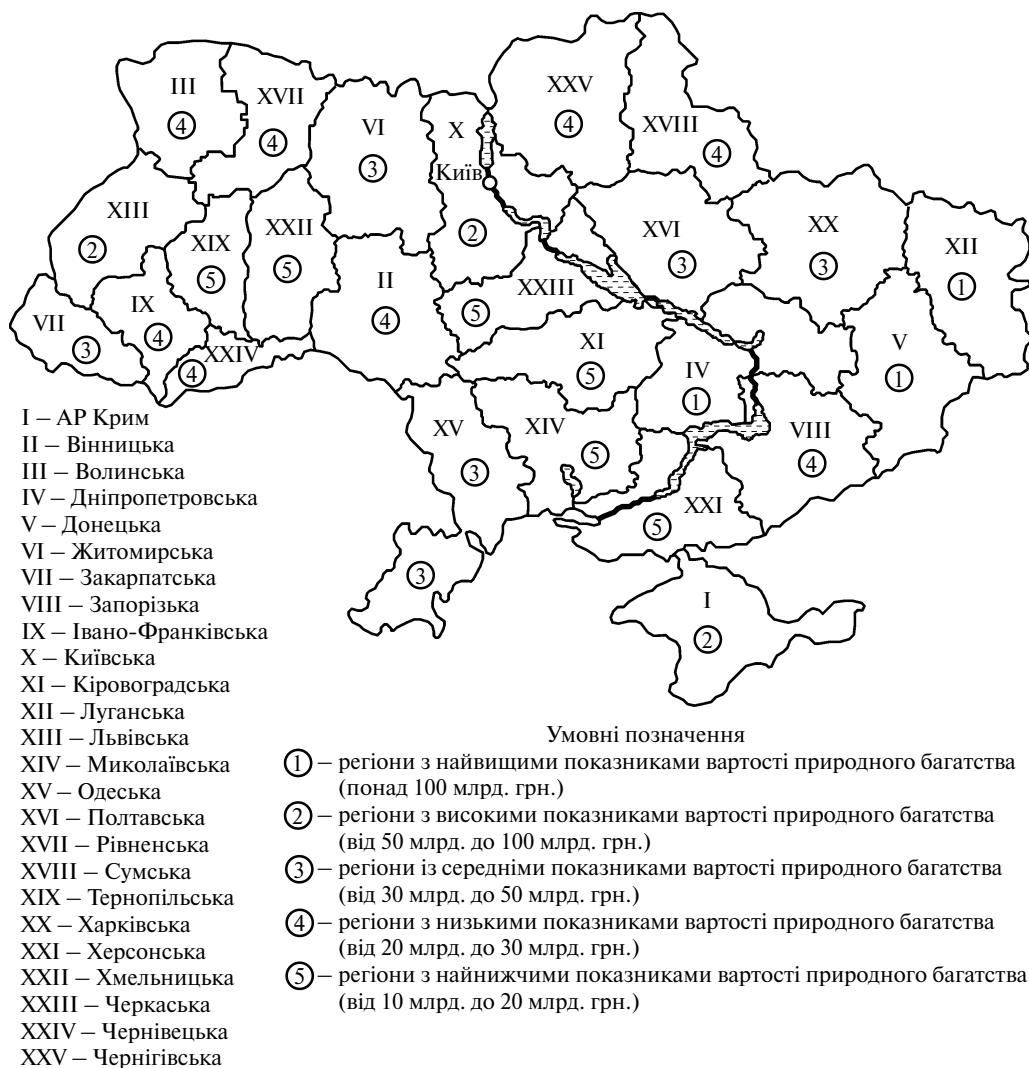 III
4
XVII
4
VI
3
X
Київ
2
XXV
4
XVIII
4
XIII
2
XIX
5
XXII
5
XVI
3
XX
3
XII
1
VII
3
IX
4
XXIV
4
II
4
XXIII
5
XI
5
IV
1
V
1
XV
3
XIV
5
VIII
4
XXI
5
3
I
2
I – АР Крим
II – Вінницька
III – Волинська
IV – Дніпропетровська
V – Донецька
VI – Житомирська
VII – Закарпатська
VIII – Запорізька
IX – Івано-Франківська
X – Київська
XI – Кіровоградська
XII – Луганська
XIII – Львівська
XIV – Миколаївська
XV – Одеська
XVI – Полтавська
XVII – Рівненська
XVIII – Сумська
XIX – Тернопільська
XX – Харківська
XXI – Херсонська
XXII – Хмельницька
XXIII – Черкаська
XXIV – Чернівецька
XXV – Чернігівська
Умовні позначення
1 – регіони з найвищими показниками вартості природного багатства
(понад 100 млрд. грн.)
2 – регіони з високими показниками вартості природного багатства
(від 50 млрд. до 100 млрд. грн.)
3 – регіони із середніми показниками вартості природного багатства
(від 30 млрд. до 50 млрд. грн.)
4 – регіони з низькими показниками вартості природного багатства
(від 20 млрд. до 30 млрд. грн.)
5 – регіони з найнижчими показниками вартості природного багатства
(від 10 млрд. до 20 млрд. грн.)